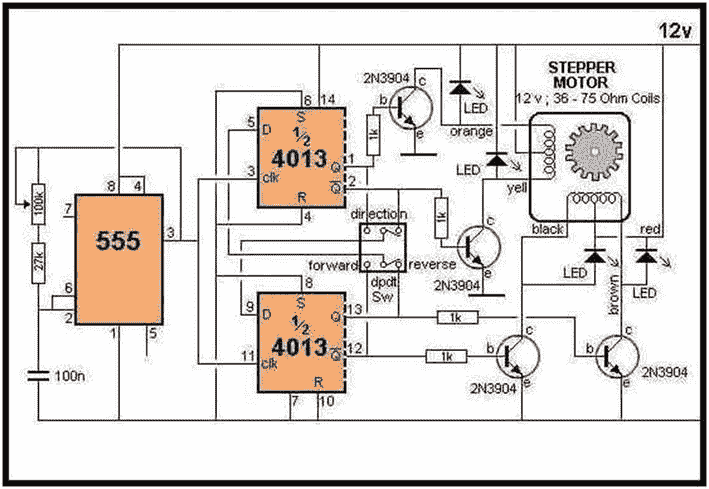 12v
STEPPER
MOTOR
12 v ; 36 - 75 Ohm Coils
2N3904
c
b
e
LED
orange
LED
yell
6
14
5
S
D
½
4013
3
clk
Q
1
Q
2
R
4
1k
1k
8
4
7
100k
555
3
27k
6
2
1
5
100n
direction
forward
reverse
dpdt
Sw
c
b
e
2N3904
black
red
LED
LED
brown
8
9
S
D
½
4013
11
clk
Q
13
Q
12
R
7
10
1k
1k
c
b
e
2N3904
c
b
e
2N3904